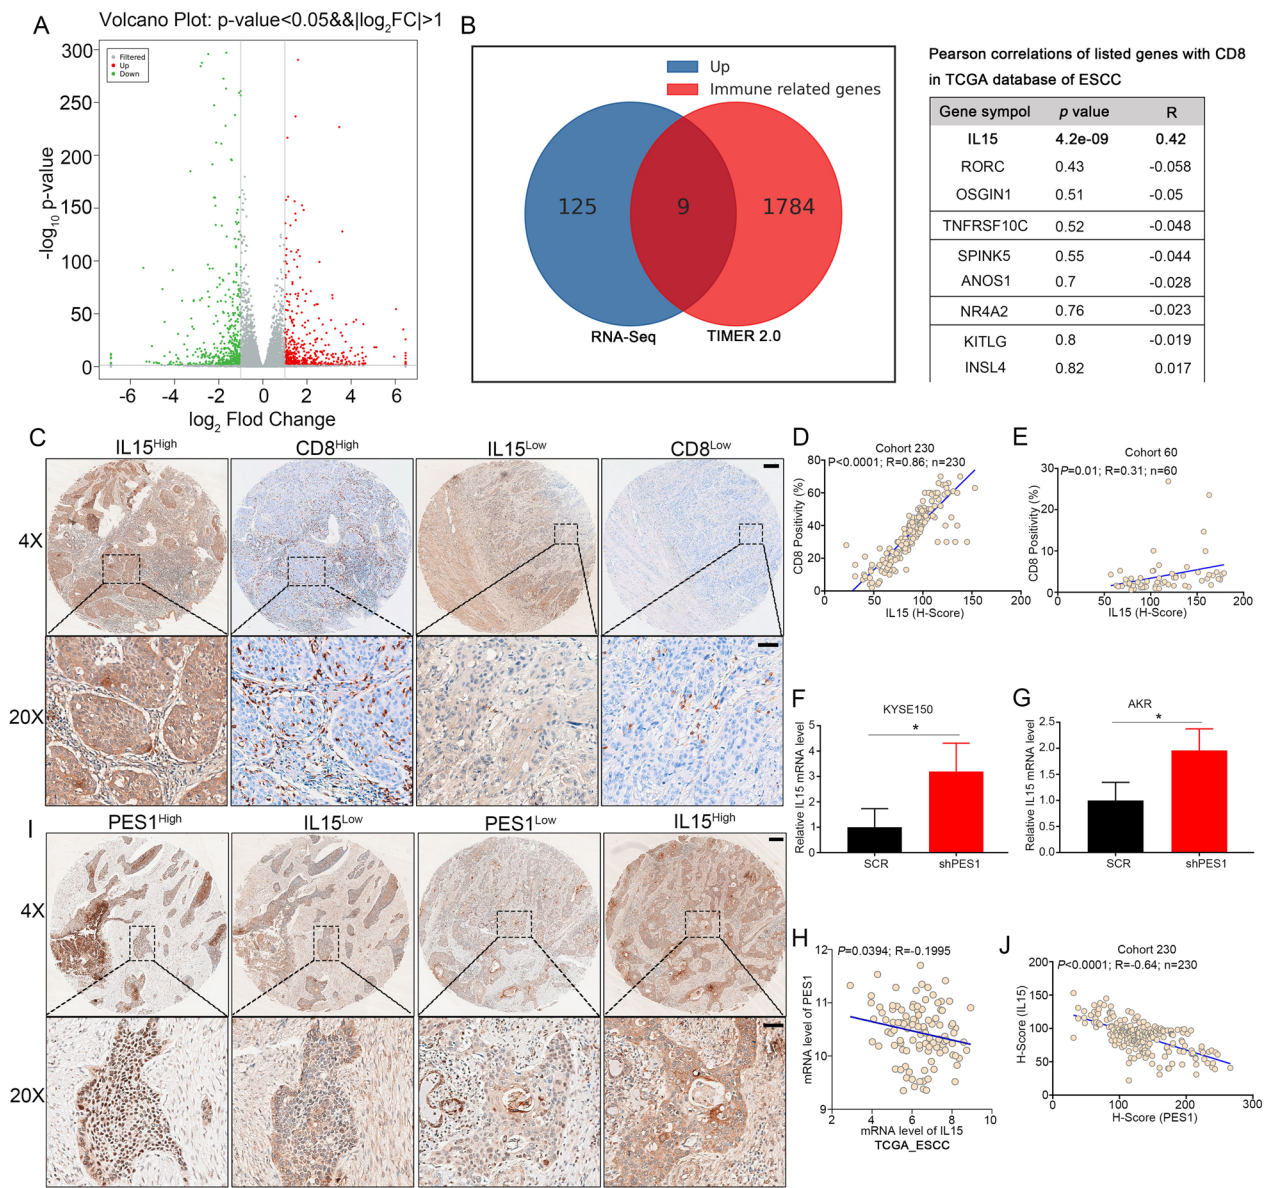 A
Volcano Plot: p-value<0.05&&|log2FC|>1
Filtered
Up
Down
300
250
200
150
100
50
0
-log10 p-value
-6 -4 -2 0 2 4 6
log2 Flod Change
B
Up
Immune related genes
125 9 1784
RNA-Seq TIMER 2.0
Pearson correlations of listed genes with CD8
in TCGA database of ESCC
Gene sympol p value R
IL15 4.2e-09 0.42
RORC 0.43 -0.058
OSGIN1 0.51 -0.05
TNFRSF10C 0.52 -0.048
SPINK5 0.55 -0.044
ANOS1 0.7 -0.028
NR4A2 0.76 -0.023
KITLG 0.8 -0.019
INSL4 0.82 0.017
C
IL15High CD8High IL15Low CD8Low
4X
20X
D
Cohort 230
P<0.0001; R=0.86; n=230
80
60
40
20
0
CD8 Positivity (%)
0 50 100 150 200
IL15 (H-Score)
E
Cohort 60
P=0.01; R=0.31; n=60
30
20
10
0
CD8 Positivity (%)
0 50 100 150 200
IL15 (H-Score)
F
KYSE150
*
5
4
3
2
1
0
Relative IL15 mRNA level
SCR shPES1
G
AKR
*
2.5
2.0
1.5
1.0
0.5
0.0
Relative IL15 mRNA level
SCR shPES1
I
PES1High IL15Low PES1Low IL15High
4X
20X
H
P=0.0394; R=-0.1995
12
11
10
9
mRNA level of PES1
2 4 6 8 10
mRNA level of IL15
TCGA_ESCC
J
Cohort 230
P<0.0001; R=-0.64; n=230
200
150
100
50
0
H-Score (IL15)
0 100 200 300
H-Score (PES1)